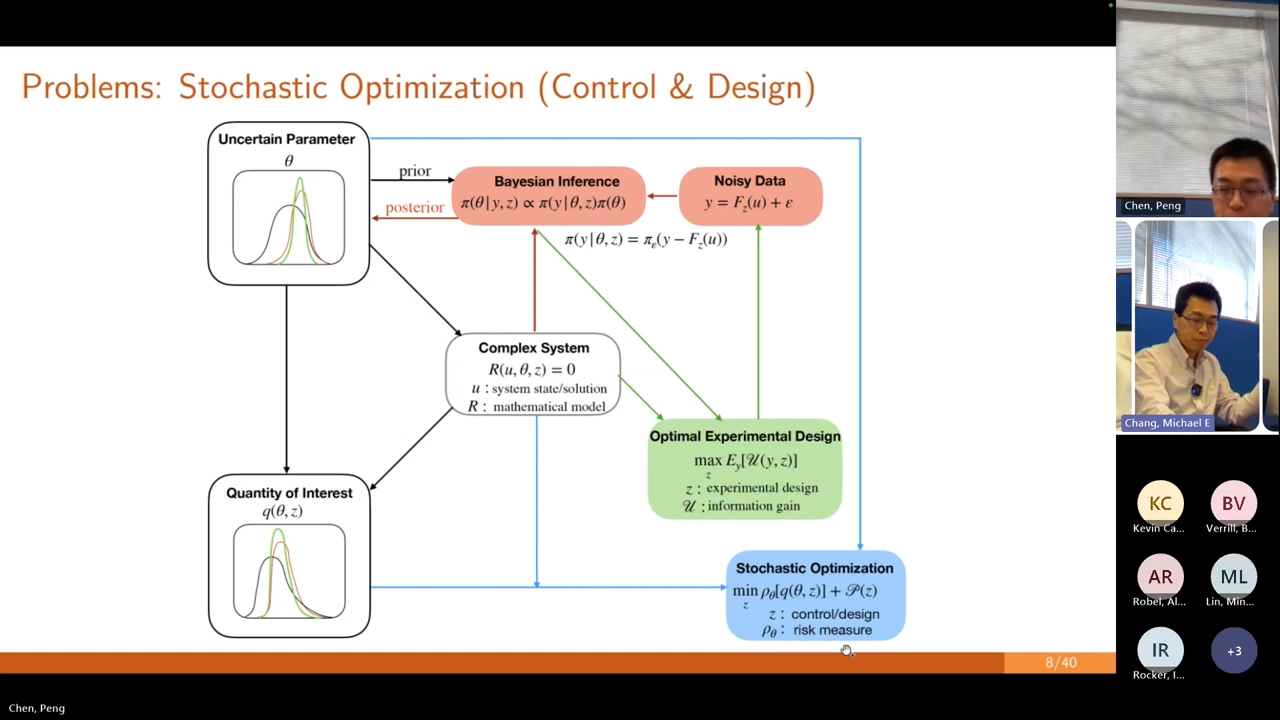 Problems: Stochastic Optimization (Control & Design)
Uncertain Parameter
θ
prior
posterior
Bayesian Inference
π(θ|y,z) ∝ π(y|θ,z)π(θ)
Noisy Data
y = F_z(u) + ε
π(y|θ,z) = π_ε(y − F_z(u))
Complex System
R(u, θ, z) = 0
u : system state/solution
R : mathematical model
Optimal Experimental Design
max_z E_y[𝒰(y, z)]
z : experimental design
𝒰 : information gain
Quantity of Interest
q(θ, z)
Stochastic Optimization
min_z ρ_θ[q(θ, z)] + 𝒫(z)
z : control/design
ρ_θ : risk measure
8/40
Chen, Peng
Chen, Peng
Chang, Michael E
KC
Kevin Ca...
BV
Verrill, B...
AR
Robel, Al...
ML
Lin, Min...
IR
Rocker, I...
+3